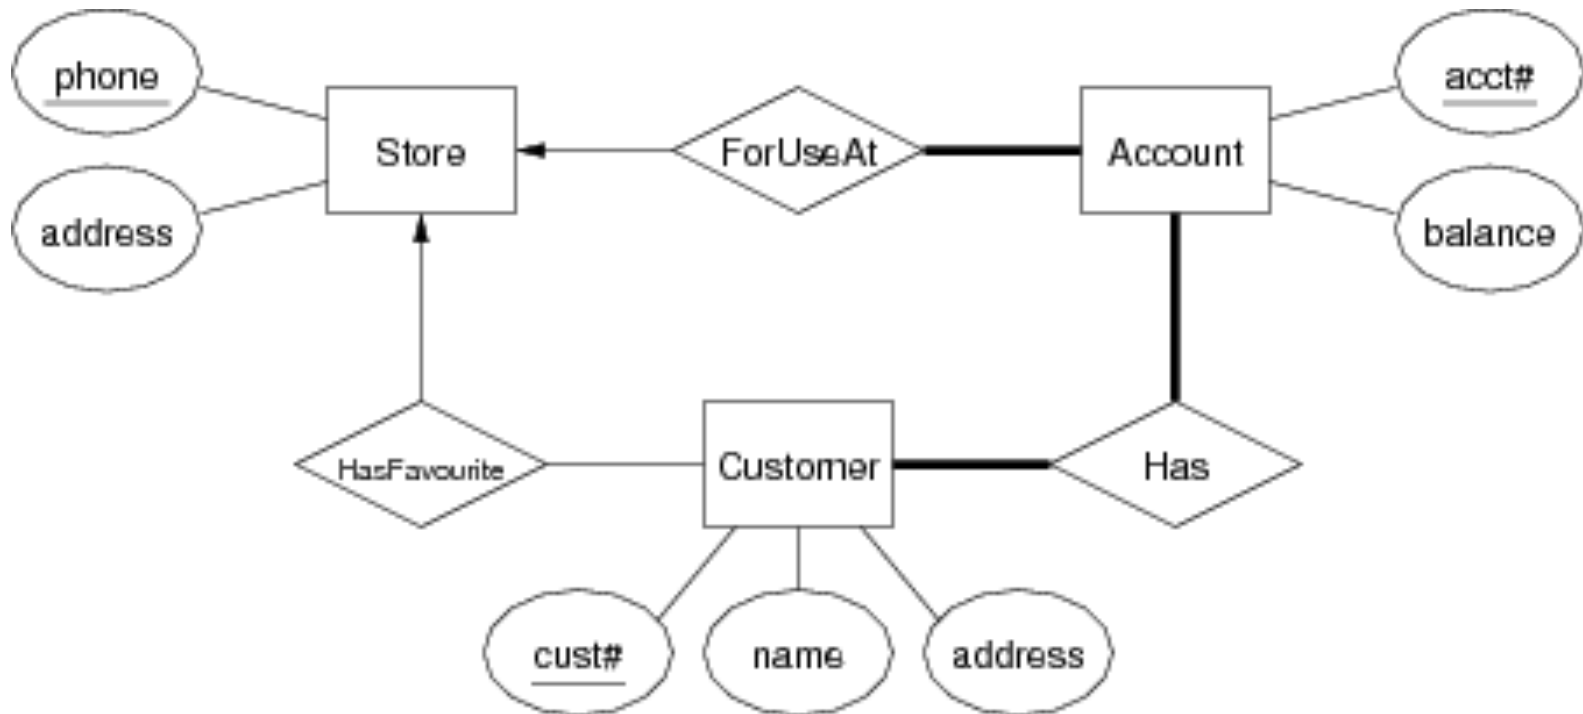 phone
acct#
Store
ForUseAt
Account
address
balance
HasFavourite
Customer
Has
cust#
name
address